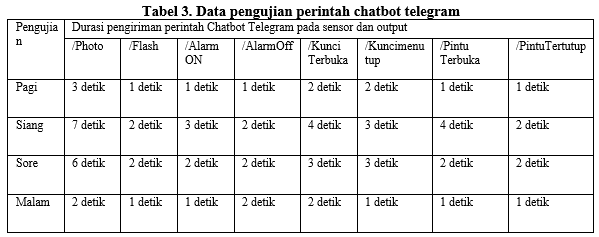 Tabel 3. Data pengujian perintah chatbot telegram
Pengujia
n
Durasi pengiriman perintah Chatbot Telegram pada sensor dan output
/Photo /Flash /Alarm ON /AlarmOff /Kunci Terbuka /Kuncimenu tup /Pintu Terbuka /PintuTertutup
Pagi 3 detik 1 detik 1 detik 1 detik 2 detik 2 detik 1 detik 1 detik
Siang 7 detik 2 detik 3 detik 2 detik 4 detik 3 detik 4 detik 2 detik
Sore 6 detik 2 detik 2 detik 2 detik 3 detik 3 detik 2 detik 2 detik
Malam 2 detik 1 detik 1 detik 2 detik 2 detik 1 detik 1 detik 1 detik